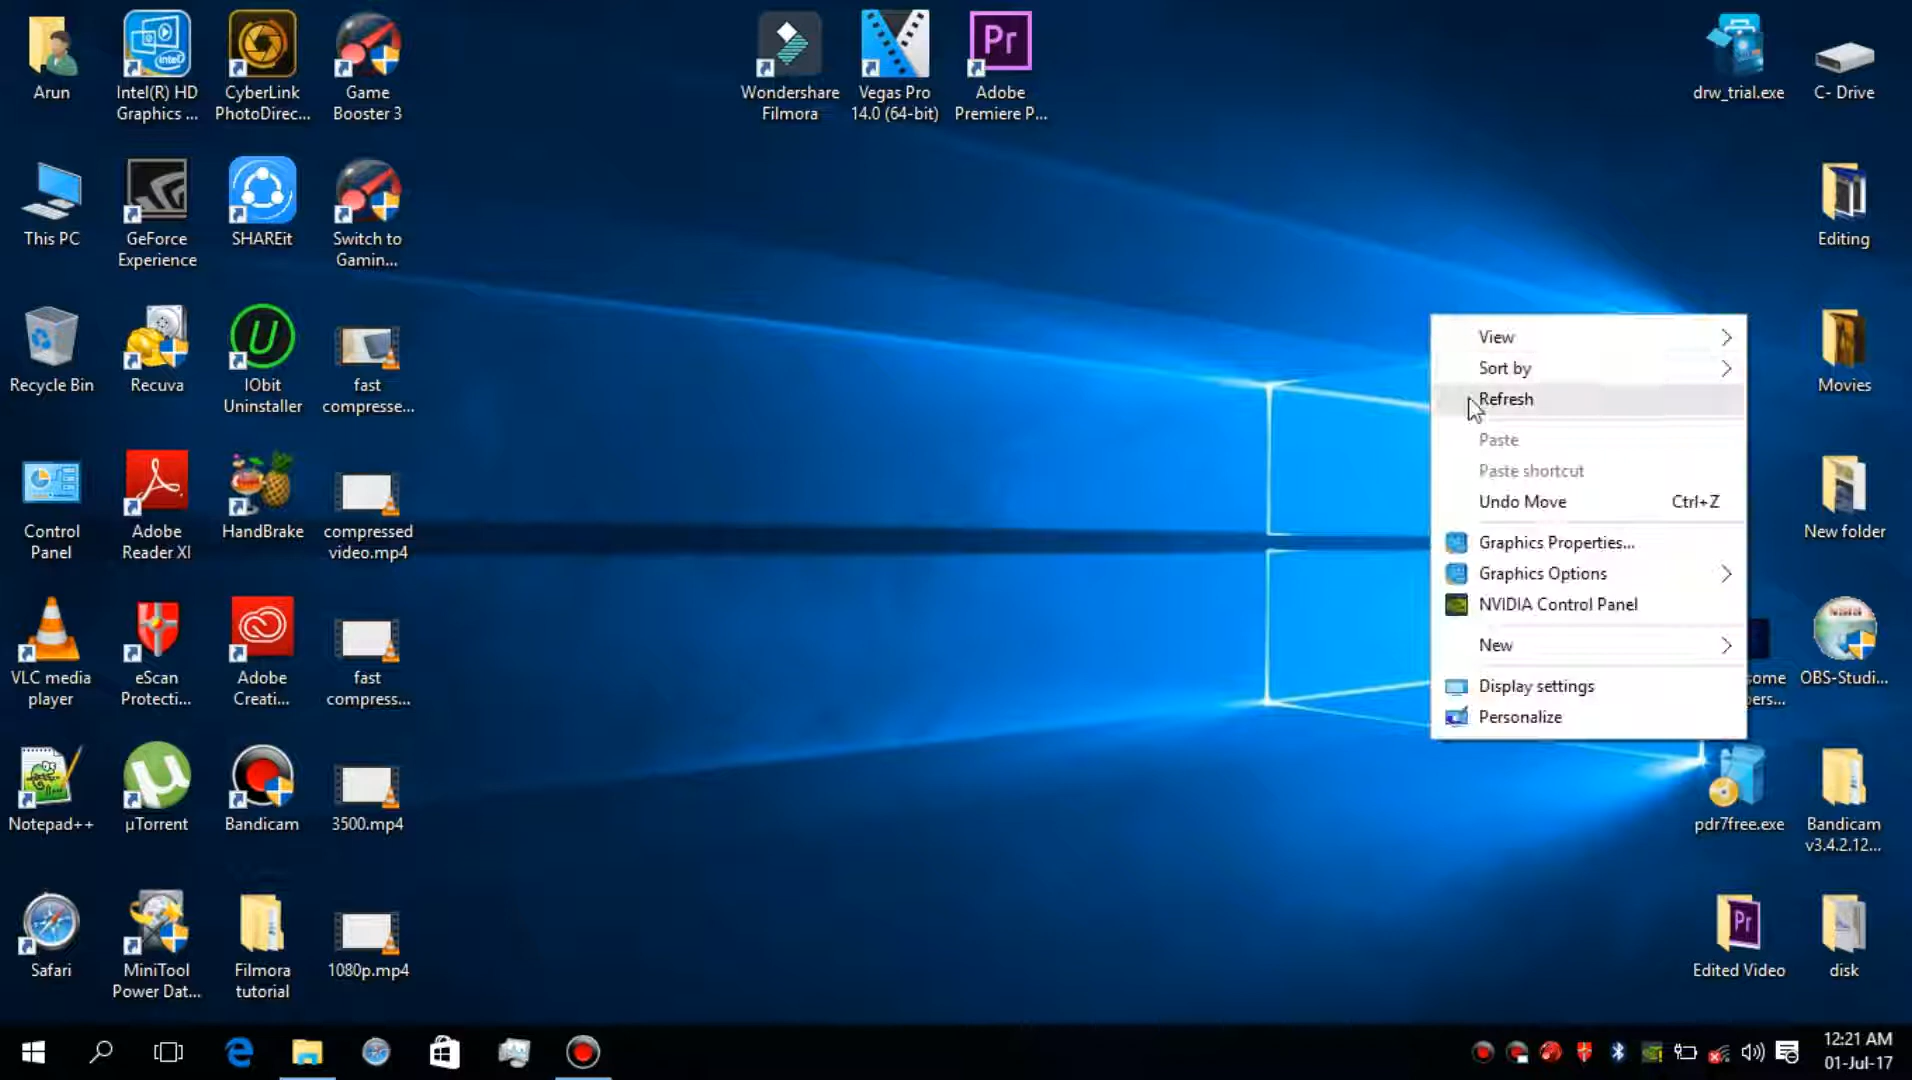 Arun
Intel(R) HD
Graphics ...
CyberLink
PhotoDirec...
Game
Booster 3
Wondershare
Filmora
Vegas Pro
14.0 (64-bit)
Pr
Adobe
Premiere P...
drw_trial.exe
C- Drive
This PC
GeForce
Experience
SHAREit
Switch to
Gamin...
Editing
Recycle Bin
Recuva
IObit
Uninstaller
fast
compresse...
Movies
View
Sort by
Refresh
Paste
Paste shortcut
Undo Move Ctrl+Z
Graphics Properties...
Graphics Options
NVIDIA Control Panel
New
Display settings
Personalize
Control
Panel
Adobe
Reader XI
HandBrake
compressed
video.mp4
New folder
VLC media
player
eScan
Protecti...
Adobe
Creati...
fast
compress...
OBS-Studi...
Notepad++
µTorrent
Bandicam
3500.mp4
pdr7free.exe
Bandicam
v3.4.2.12...
Safari
MiniTool
Power Dat...
Filmora
tutorial
1080p.mp4
Pr
Edited Video
disk
12:21 AM
01-Jul-17